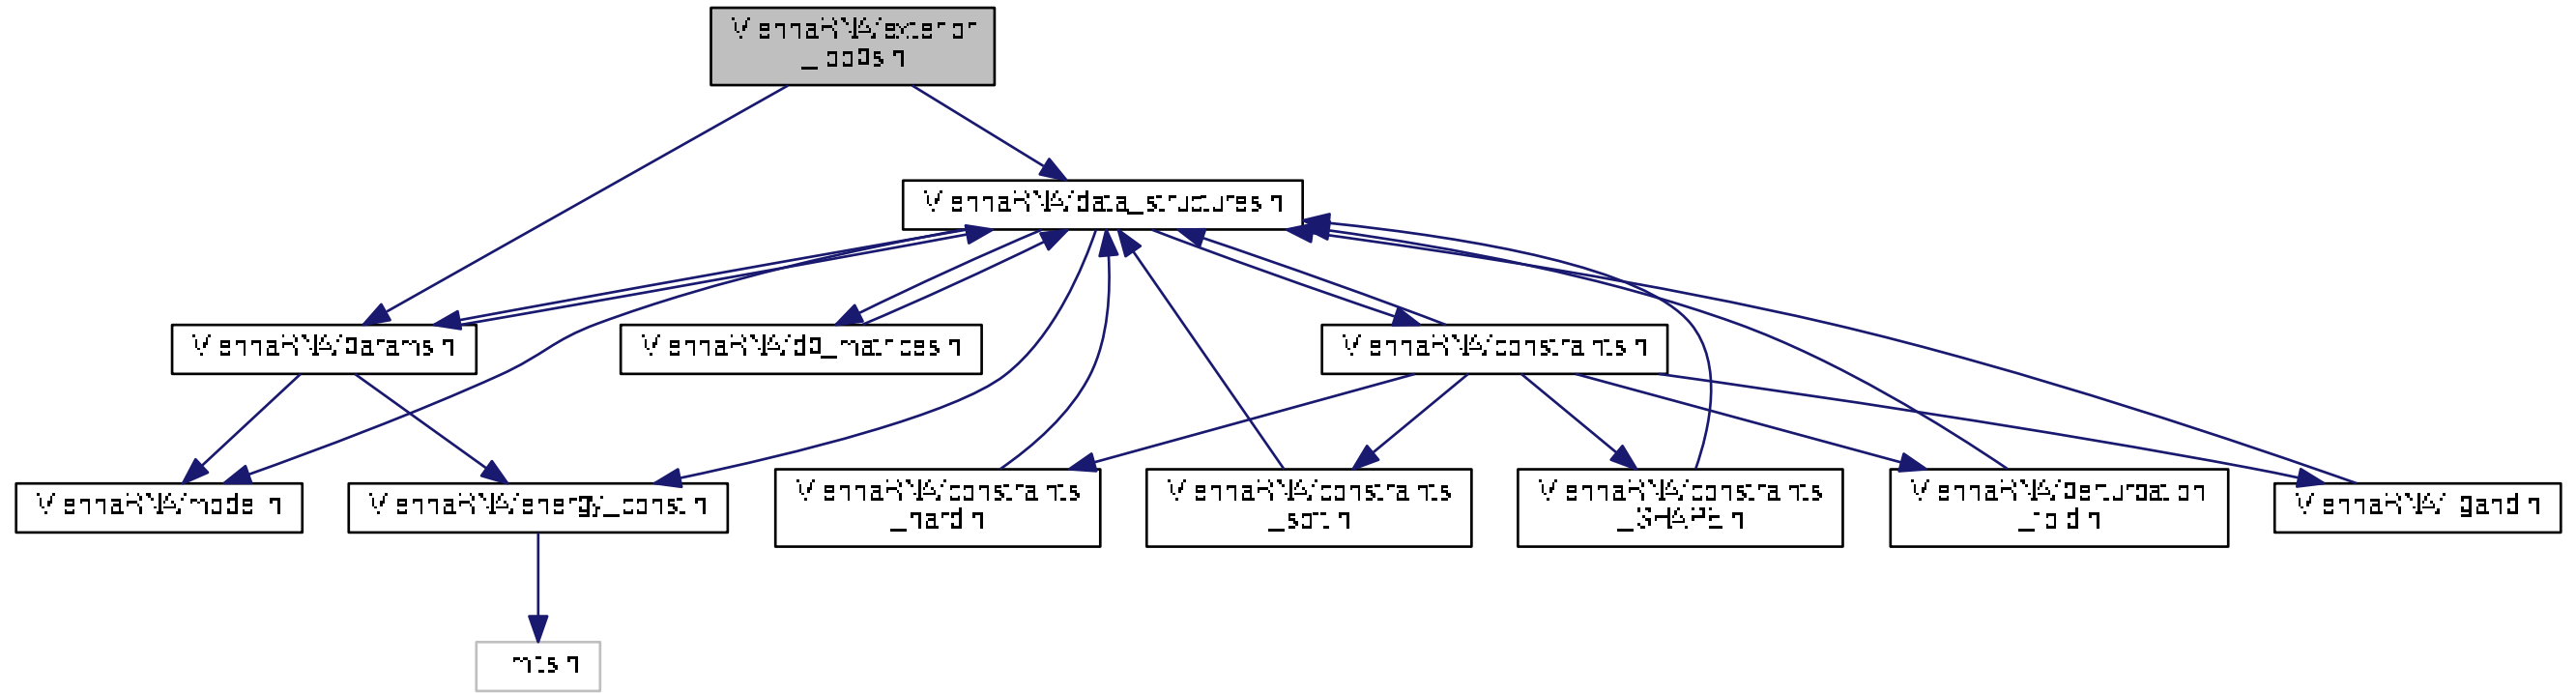 ViennaRNA/exterior
_loops.h
ViennaRNA/data_structures.h
ViennaRNA/params.h
ViennaRNA/dp_matrices.h
ViennaRNA/constraints.h
ViennaRNA/model.h
ViennaRNA/energy_const.h
ViennaRNA/constraints
_hard.h
ViennaRNA/constraints
_soft.h
ViennaRNA/constraints
_SHAPE.h
ViennaRNA/perturbation
_fold.h
ViennaRNA/ligand.h
limits.h